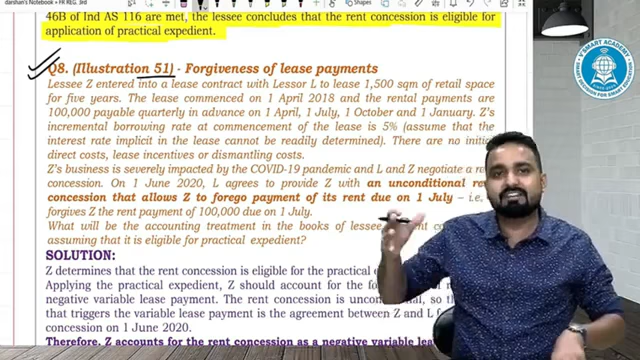 darshan's Notebook » FR REG. 3rd
46B of Ind AS 116 are met, the lessee concludes that the rent concession is eligible for
application of practical expedient.
Q8. (Illustration 51) - Forgiveness of lease payments
Lessee Z entered into a lease contract with Lessor L to lease 1,500 sqm of retail space
for five years. The lease commenced on 1 April 2018 and the rental payments are
100,000 payable quarterly in advance on 1 April, 1 July, 1 October and 1 January. Z's
incremental borrowing rate at commencement of the lease is 5% (assume that the
interest rate implicit in the lease cannot be readily determined). There are no
direct costs, lease incentives or dismantling costs.
Z's business is severely impacted by the COVID-19 pandemic and L and Z negotiate a
concession. On 1 June 2020, L agrees to provide Z with an unconditional
concession that allows Z to forego payment of its rent due on 1 July – i.e.
forgives Z the rent payment of 100,000 due on 1 July.
What will be the accounting treatment in the books of lessee
assuming that it is eligible for practical expedient?
SOLUTION:
Z determines that the rent concession is eligible for the practical
Applying the practical expedient, Z should account for the
negative variable lease payment. The rent concession is unconditional, so
that triggers the variable lease payment is the agreement between Z and L
concession on 1 June 2020.
Therefore, Z accounts for the rent concession as a negative variable
V'SMART ACADEMY